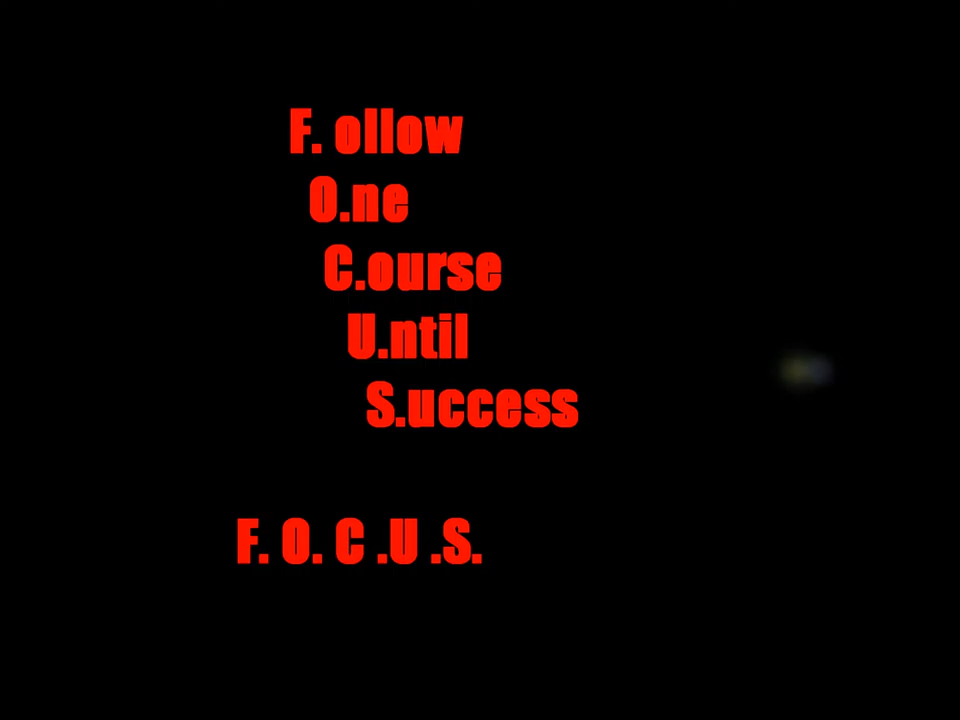 F. ollow
O.ne
C.ourse
U.ntil
S.uccess
F. O. C .U .S.